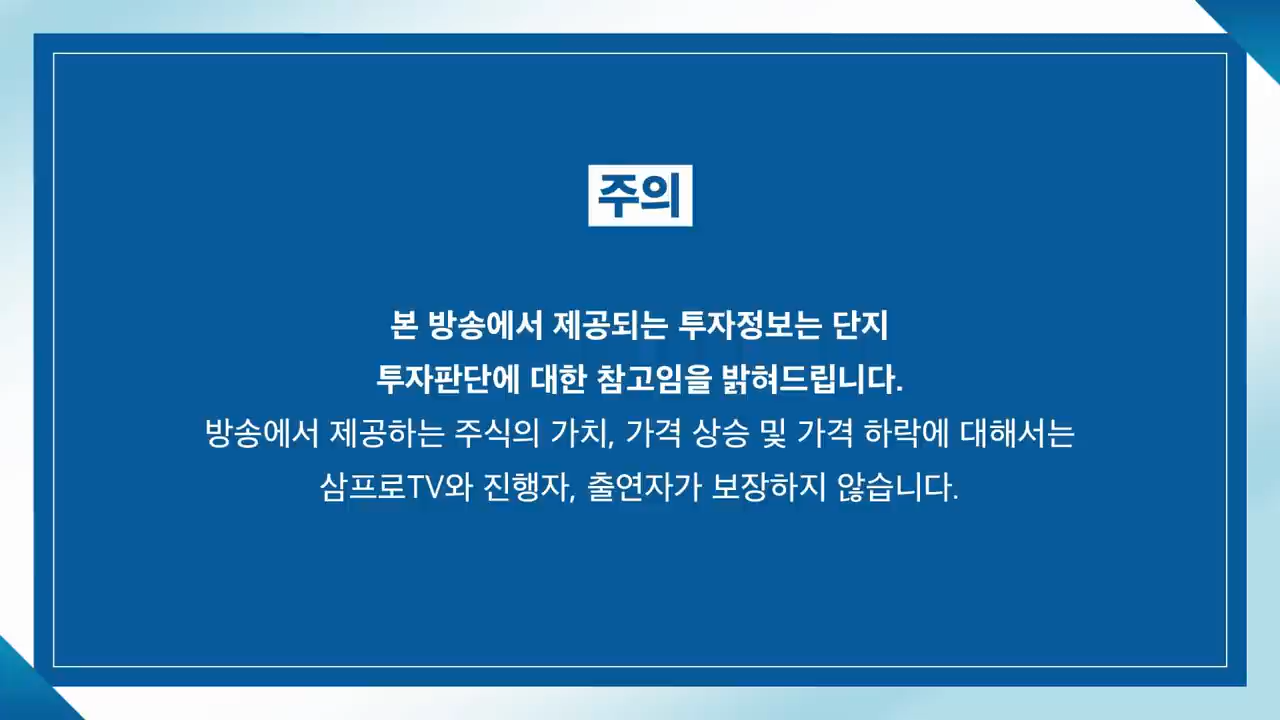 주의
본 방송에서 제공되는 투자정보는 단지
투자판단에 대한 참고임을 밝혀드립니다.
방송에서 제공하는 주식의 가치, 가격 상승 및 가격 하락에 대해서는
삼프로TV와 진행자, 출연자가 보장하지 않습니다.